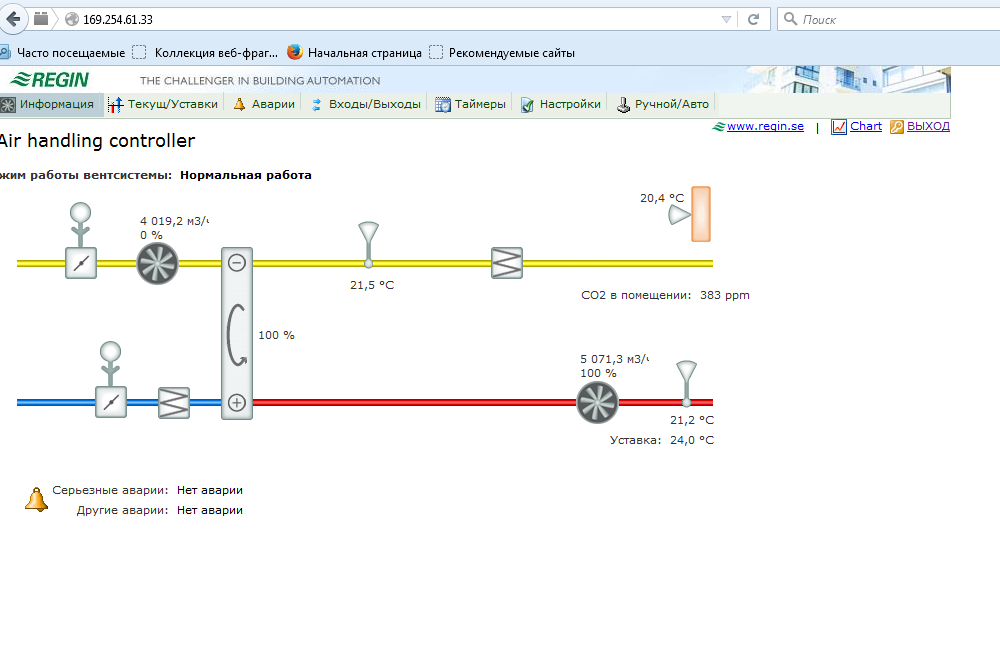 169.254.61.33
Поиск
Часто посещаемые Коллекция веб-фраг... Начальная страница Рекомендуемые сайты
REGIN THE CHALLENGER IN BUILDING AUTOMATION
Информация Текущ/Уставки Аварии Входы/Выходы Таймеры Настройки Ручной/Авто
www.regin.se | Chart ВЫХОД
Air handling controller
жим работы вентсистемы: Нормальная работа
20,4 °C
4 019,2 м3/ч
0 %
21,5 °C
CO2 в помещении: 383 ppm
100 %
5 071,3 м3/ч
100 %
21,2 °C
Уставка: 24,0 °C
Серьезные аварии: Нет аварии
Другие аварии: Нет аварии